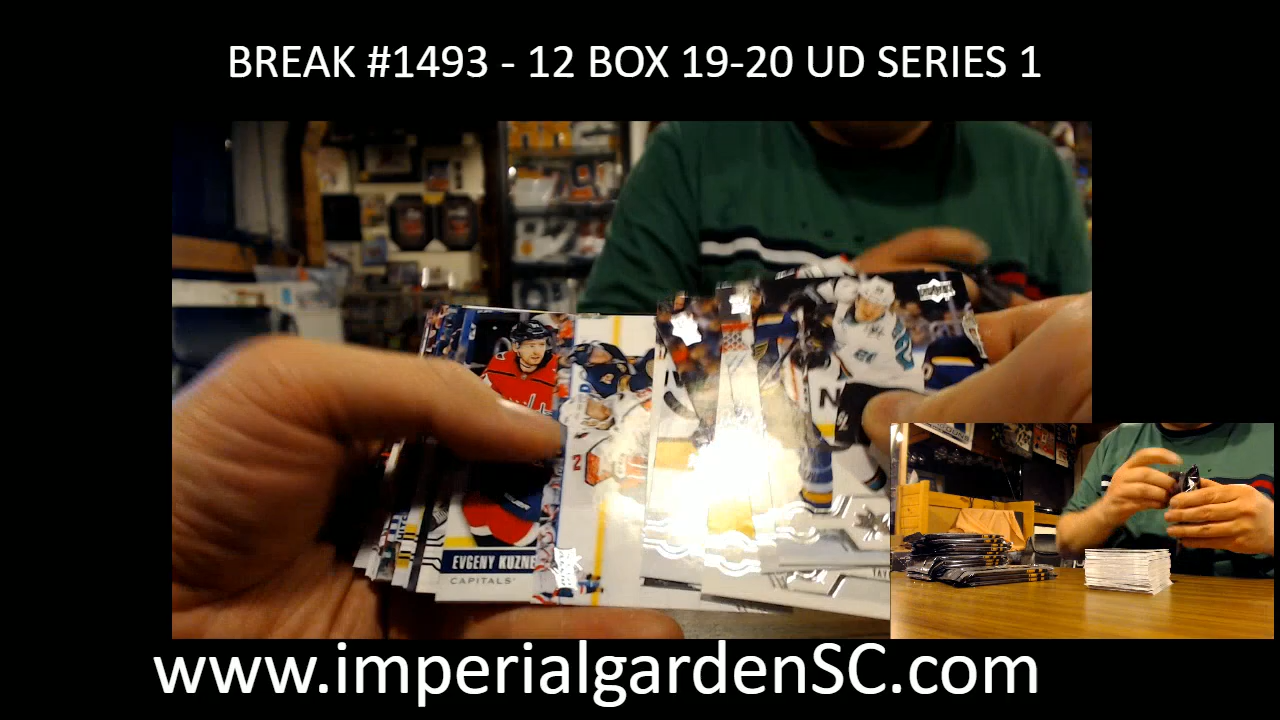 BREAK #1493 - 12 BOX 19-20 UD SERIES 1
EVGENY KUZNE
CAPITALS
www.imperialgardenSC.com